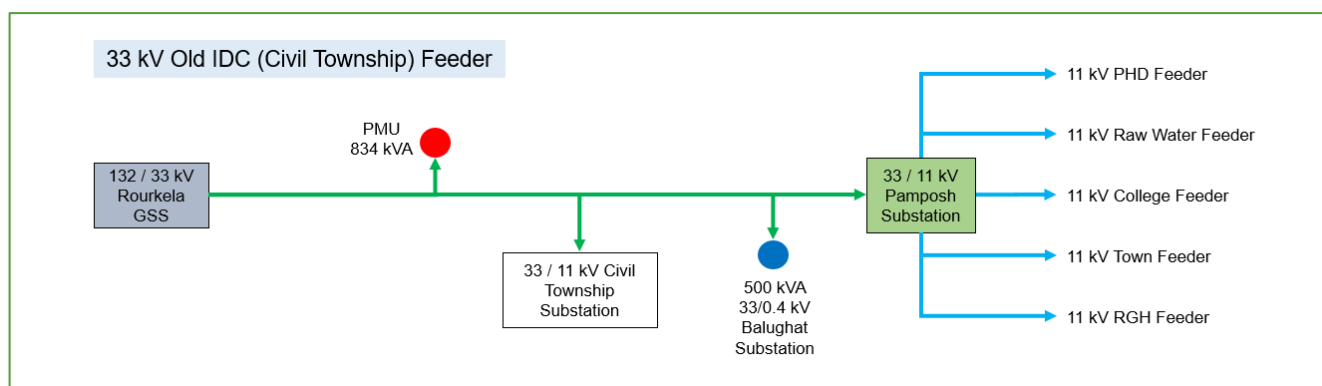 33 kV Old IDC (Civil Township) Feeder
PMU
834 kVA
132 / 33 kV
Rourkela
GSS
33 / 11 kV Civil
Township
Substation
500 kVA
33/0.4 kV
Balughat
Substation
33 / 11 kV
Pamposh
Substation
11 kV PHD Feeder
11 kV Raw Water Feeder
11 kV College Feeder
11 kV Town Feeder
11 kV RGH Feeder